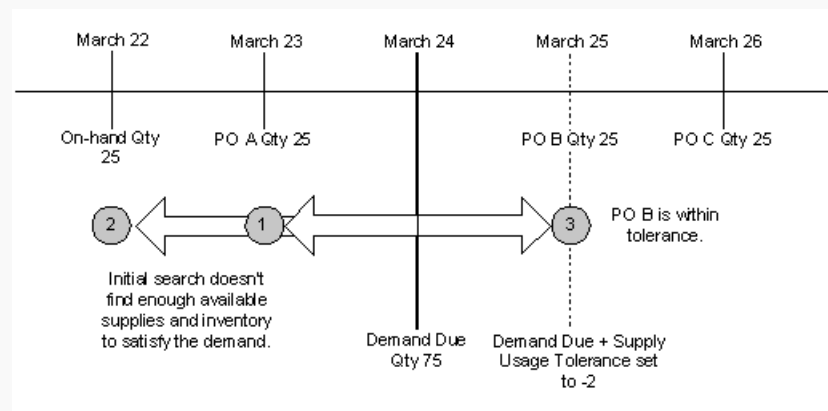 March 22
March 23
March 24
March 25
March 26
On-hand Qty
25
PO A Qty 25
PO B Qty 25
PO C Qty 25
2
1
3
PO B is within
tolerance.
Initial search doesn't
find enough available
supplies and inventory
to satisfy the demand.
Demand Due
Qty 75
Demand Due + Supply
Usage Tolerance set
to -2